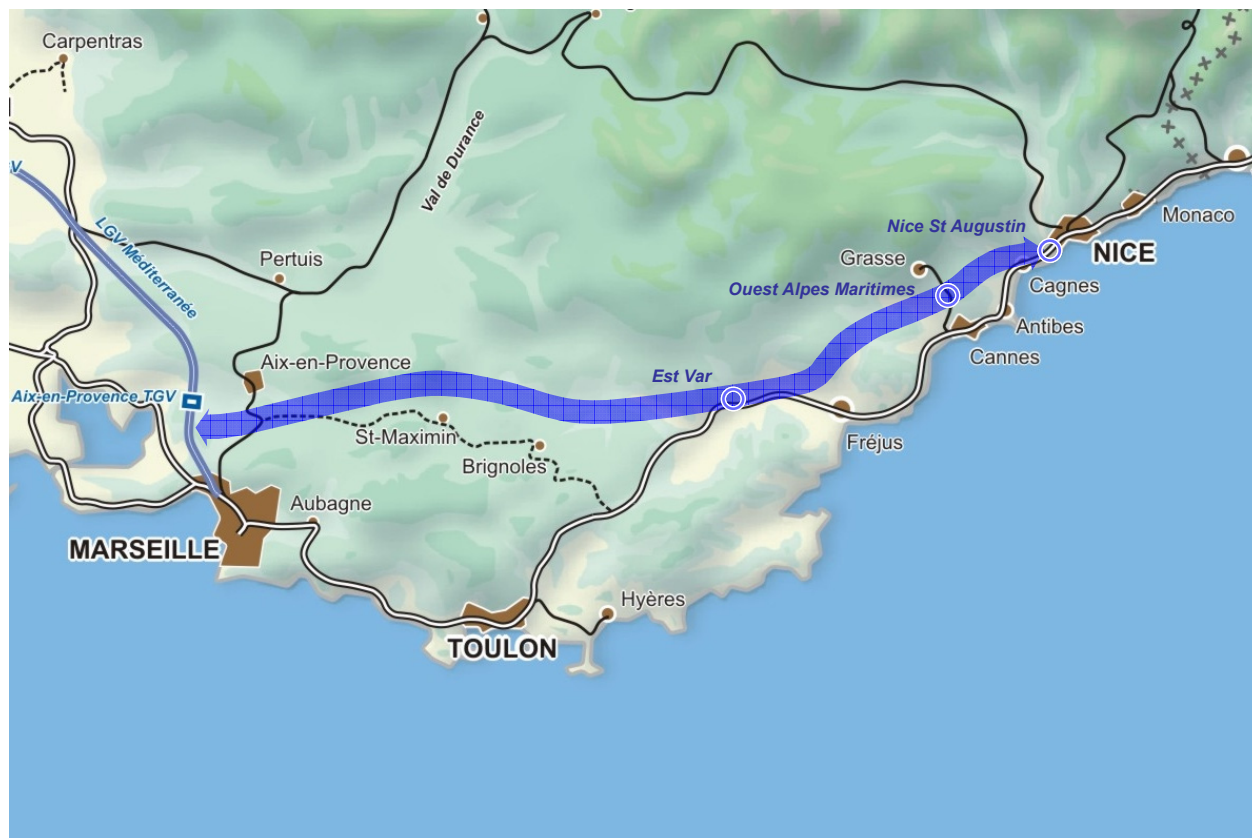 Carpentras
Val de Durance
LGV Méditerranée
Monaco
Nice St Augustin
NICE
Pertuis
Grasse
Cagnes
Ouest Alpes Maritimes
Antibes
Cannes
Aix-en-Provence
Est Var
Aix-en-Provence TGV
St-Maximin
Fréjus
Brignoles
Aubagne
MARSEILLE
Hyères
TOULON